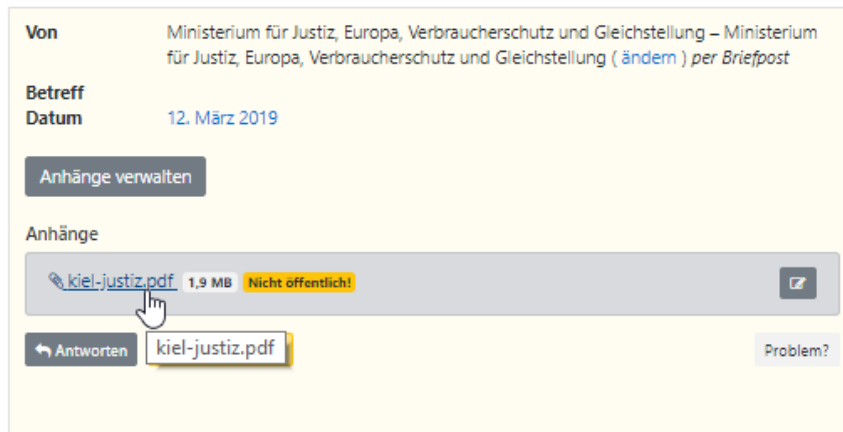 Von Ministerium für Justiz, Europa, Verbraucherschutz und Gleichstellung – Ministerium
für Justiz, Europa, Verbraucherschutz und Gleichstellung ( ändern ) per Briefpost
Betreff
Datum 12. März 2019
Anhänge verwalten
Anhänge
kiel-justiz.pdf 1,9 MB Nicht öffentlich!
Antworten kiel-justiz.pdf Problem?